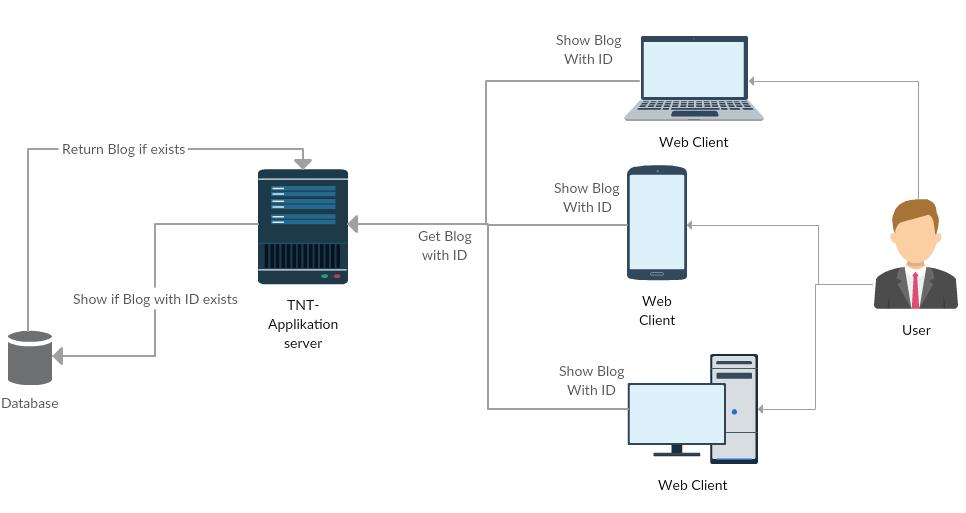 Show Blog
With ID
Web Client
Return Blog if exists
Show Blog
With ID
Get Blog
with ID
Show if Blog with ID exists
TNT-
Applikation
server
Web
Client
User
Show Blog
With ID
Database
Web Client